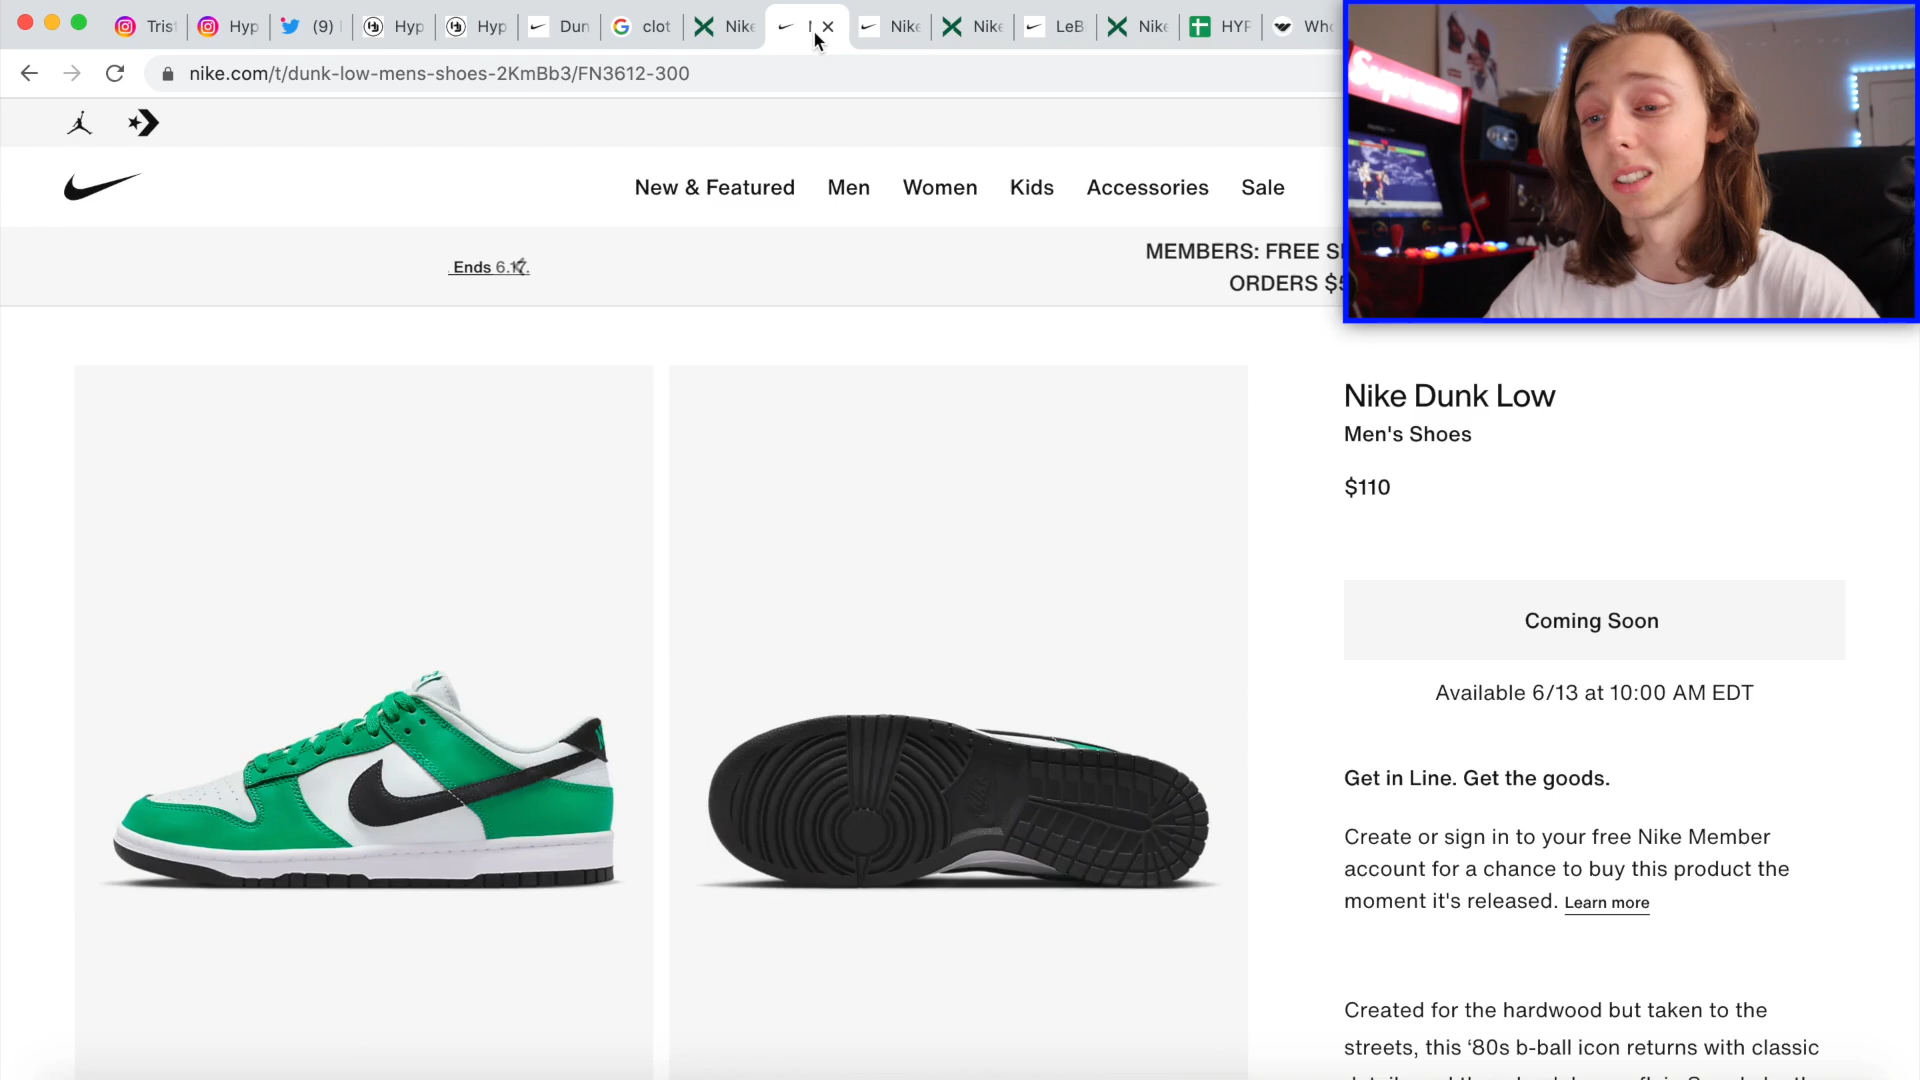 Trist
Hyp
(9)
Hyp
Hyp
Dun
clot
Nike
Nike
Nike
LeB
Nike
HYP
Who
nike.com/t/dunk-low-mens-shoes-2KmBb3/FN3612-300
New & Featured Men Women Kids Accessories Sale
Ends
MEMBERS: FREE
ORDERS
Supreme
Nike Dunk Low
Men's Shoes
$110
Coming Soon
Available 6/13 at 10:00 AM EDT
Get in Line. Get the goods.
Create or sign in to your free Nike Member
account for a chance to buy this product the
moment it's released. Learn more
Created for the hardwood but taken to the
streets, this ‘80s b-ball icon returns with classic